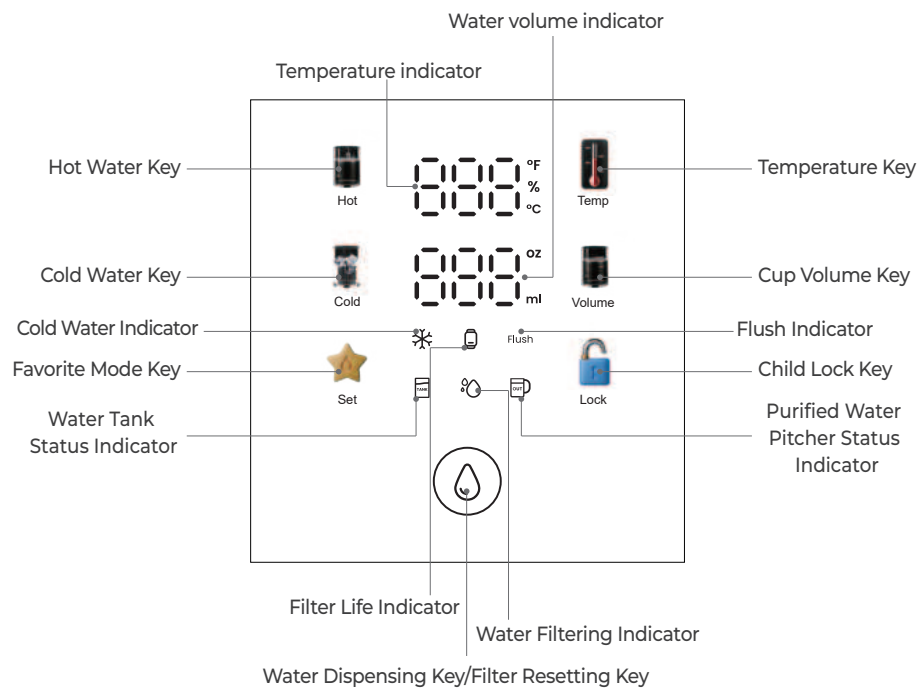 Water volume indicator
Temperature indicator
Hot Water Key
°F
%
°C
Hot
Temp
Temperature Key
Cold Water Key
oz
ml
Cold
Volume
Cup Volume Key
Cold Water Indicator
Flush
Flush Indicator
Favorite Mode Key
Set
Lock
Child Lock Key
TANK
OUT
Water Tank
Status Indicator
Purified Water
Pitcher Status
Indicator
Filter Life Indicator
Water Filtering Indicator
Water Dispensing Key/Filter Resetting Key